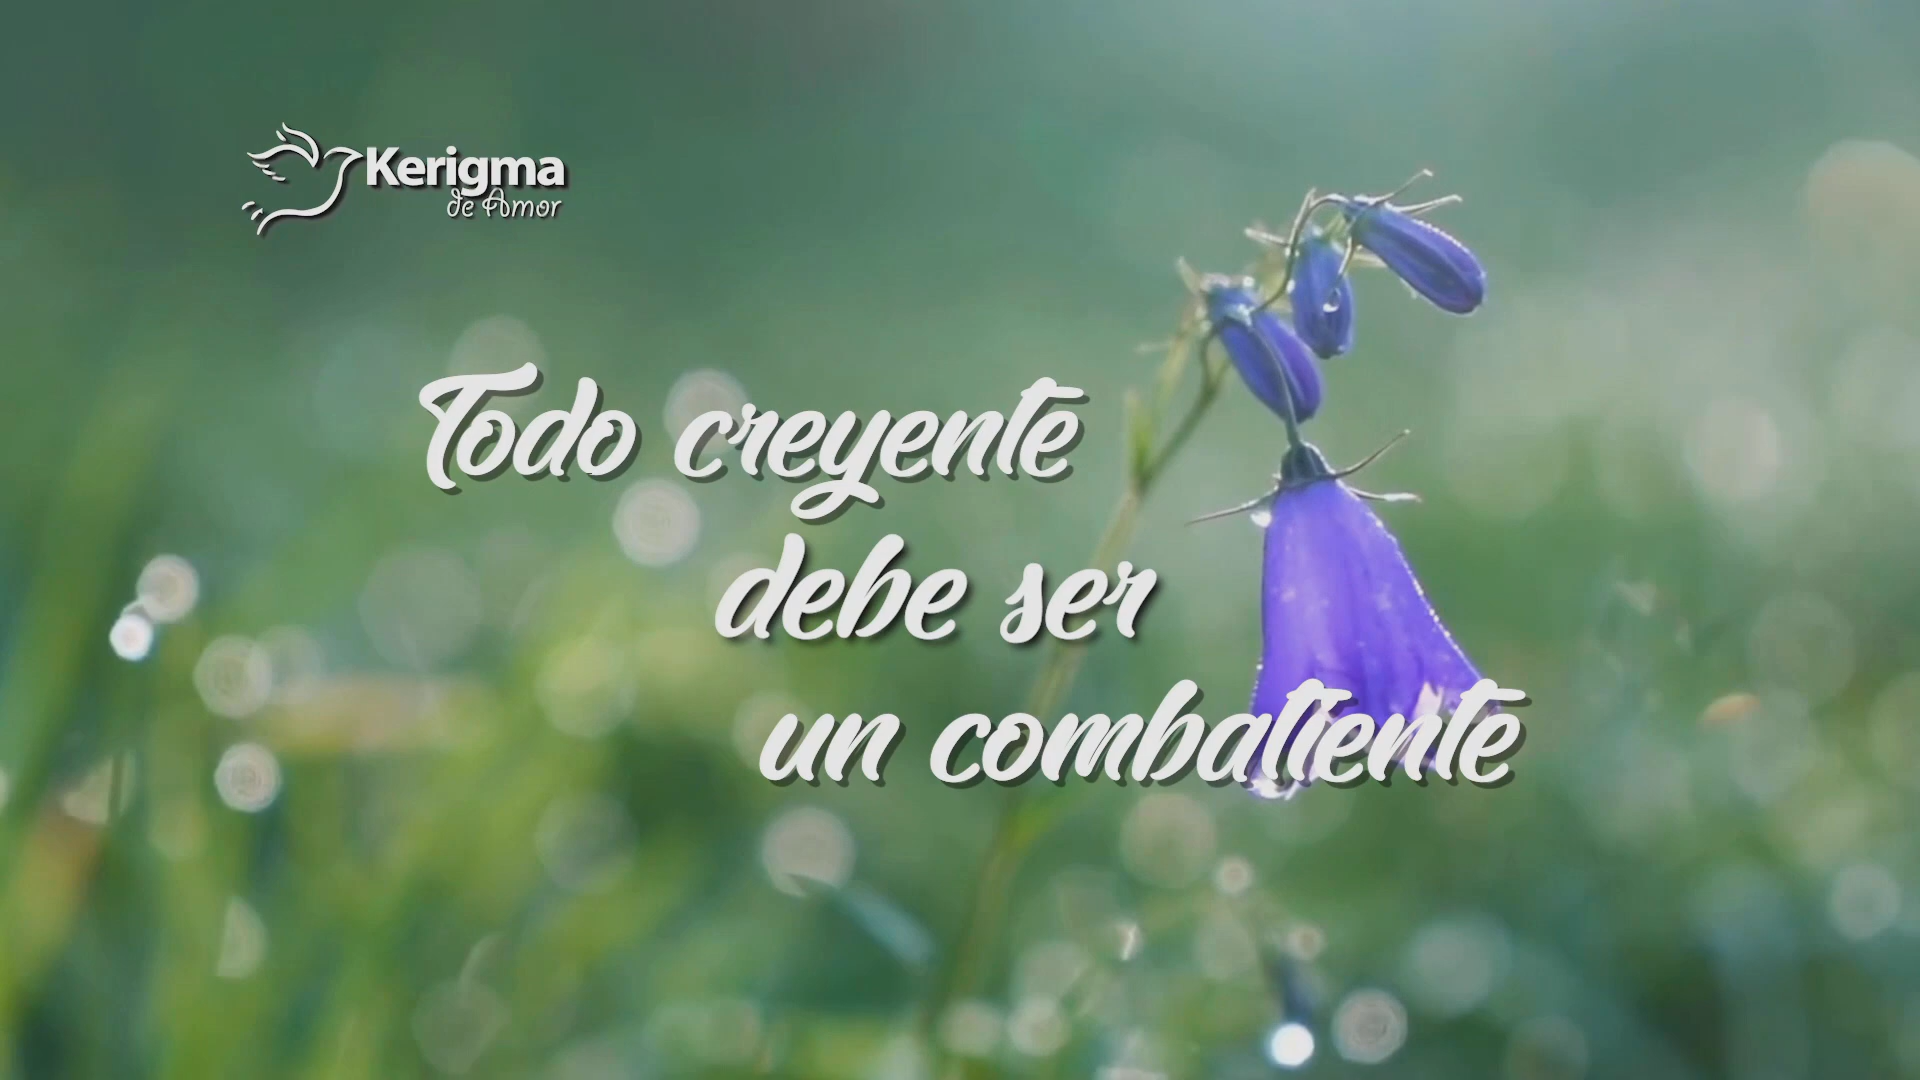 Kerigma
de Amor
Todo creyente
debe ser
un combatiente